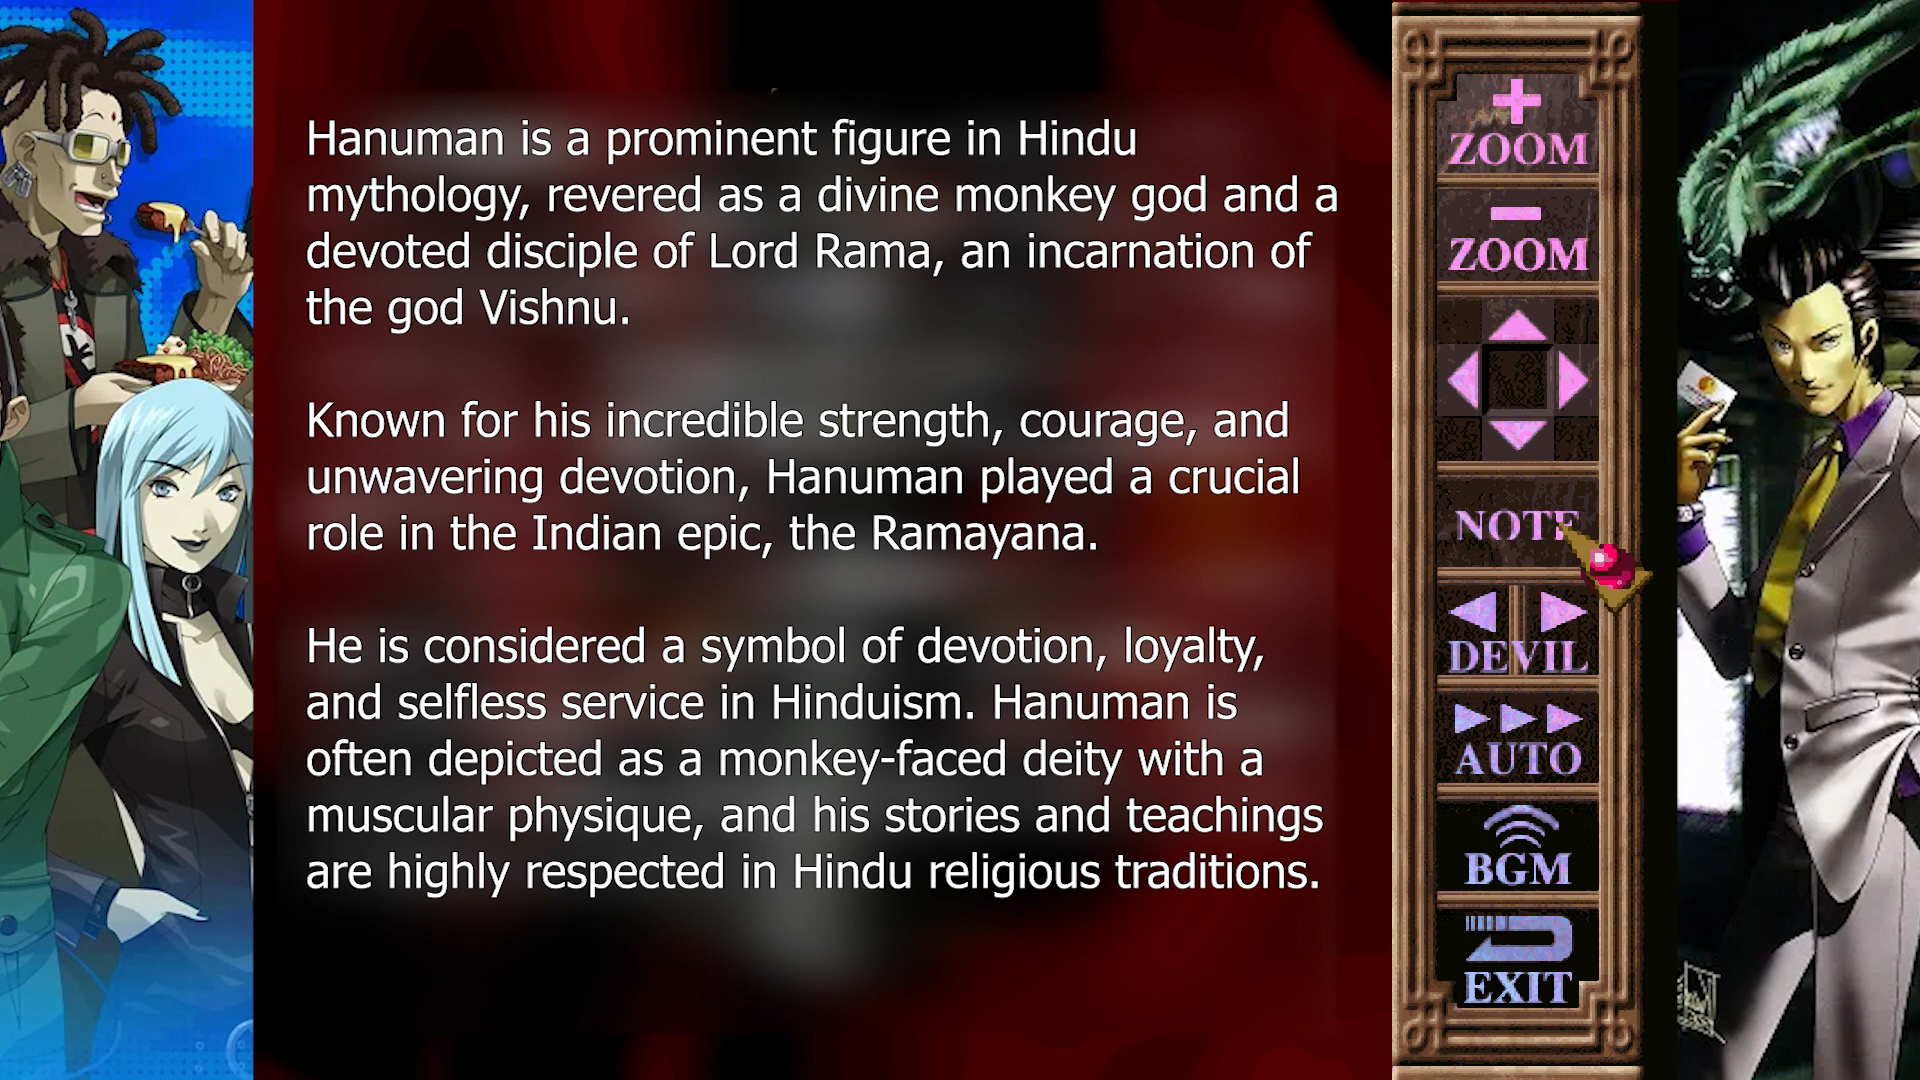 Hanuman is a prominent figure in Hindu
mythology, revered as a divine monkey god and a
devoted disciple of Lord Rama, an incarnation of
the god Vishnu.
Known for his incredible strength, courage, and
unwavering devotion, Hanuman played a crucial
role in the Indian epic, the Ramayana.
He is considered a symbol of devotion, loyalty,
and selfless service in Hinduism. Hanuman is
often depicted as a monkey-faced deity with a
muscular physique, and his stories and teachings
are highly respected in Hindu religious traditions.
+
ZOOM
−
ZOOM
NOTE
DEVIL
AUTO
BGM
EXIT